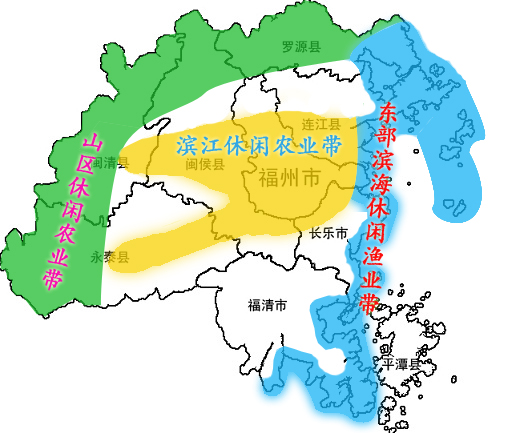 罗源县
连江县
滨江休闲农业带
闽清县
闽侯县
福州市
山区休闲农业带
东部滨海休闲渔业带
长乐市
永泰县
福清市
平潭县